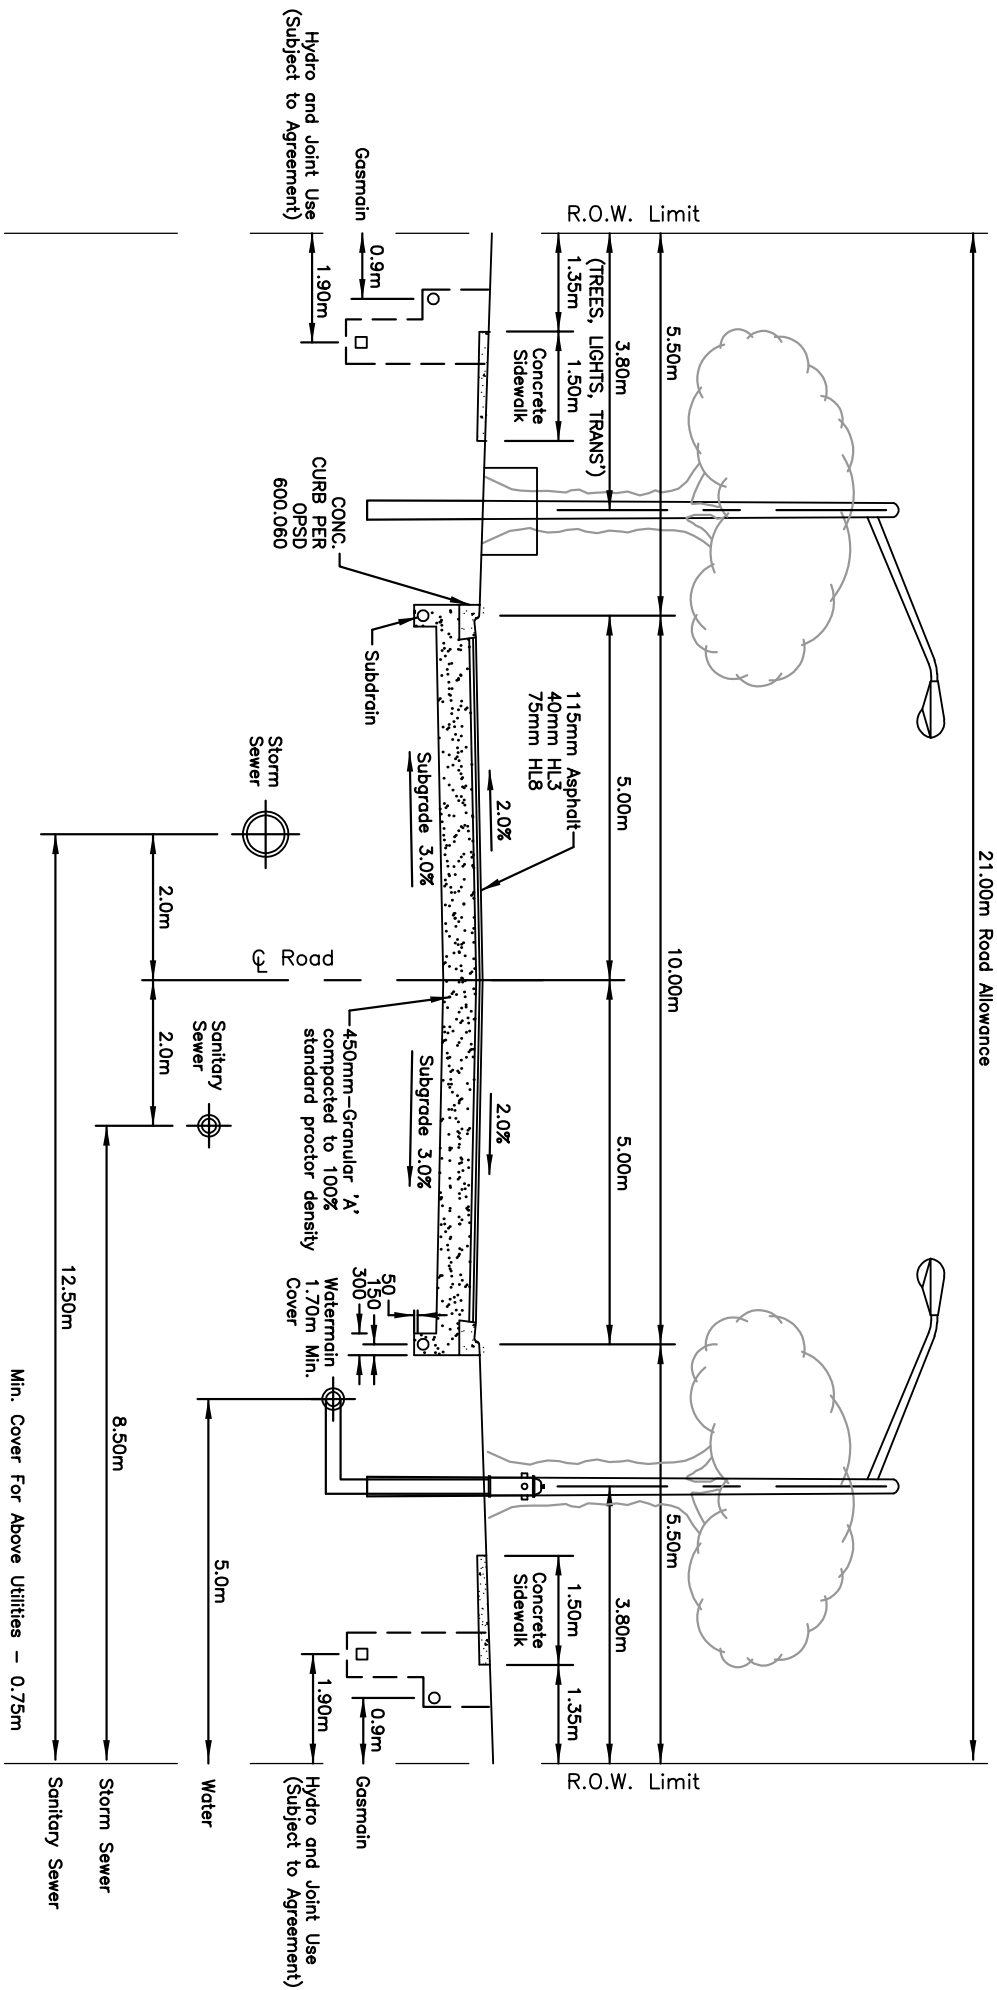 21.00m Road Allowance
R.O.W. Limit
R.O.W. Limit
5.50m
10.00m
5.50m
3.80m
(TREES, LIGHTS, TRANS')
5.00m
5.00m
3.80m
1.35m
1.50m
Concrete
Sidewalk
115mm Asphalt
40mm HL3
75mm HL8
1.50m
Concrete
Sidewalk
1.35m
2.0%
2.0%
Subgrade 3.0%
Subgrade 3.0%
Gasmain
0.9m
Hydro and Joint Use
(Subject to Agreement)
1.90m
CONC.
CURB PER
OPSD
600.060
Subdrain
450mm-Granular 'A'
compacted to 100%
standard proctor density
50
150
300
Watermain
1.70m Min.
Cover
0.9m
Gasmain
1.90m
Hydro and Joint Use
(Subject to Agreement)
Storm
Sewer
℄ Road
Sanitary
Sewer
5.0m
Water
2.0m
2.0m
8.50m
Storm Sewer
12.50m
Sanitary Sewer
Min. Cover For Above Utilities - 0.75m